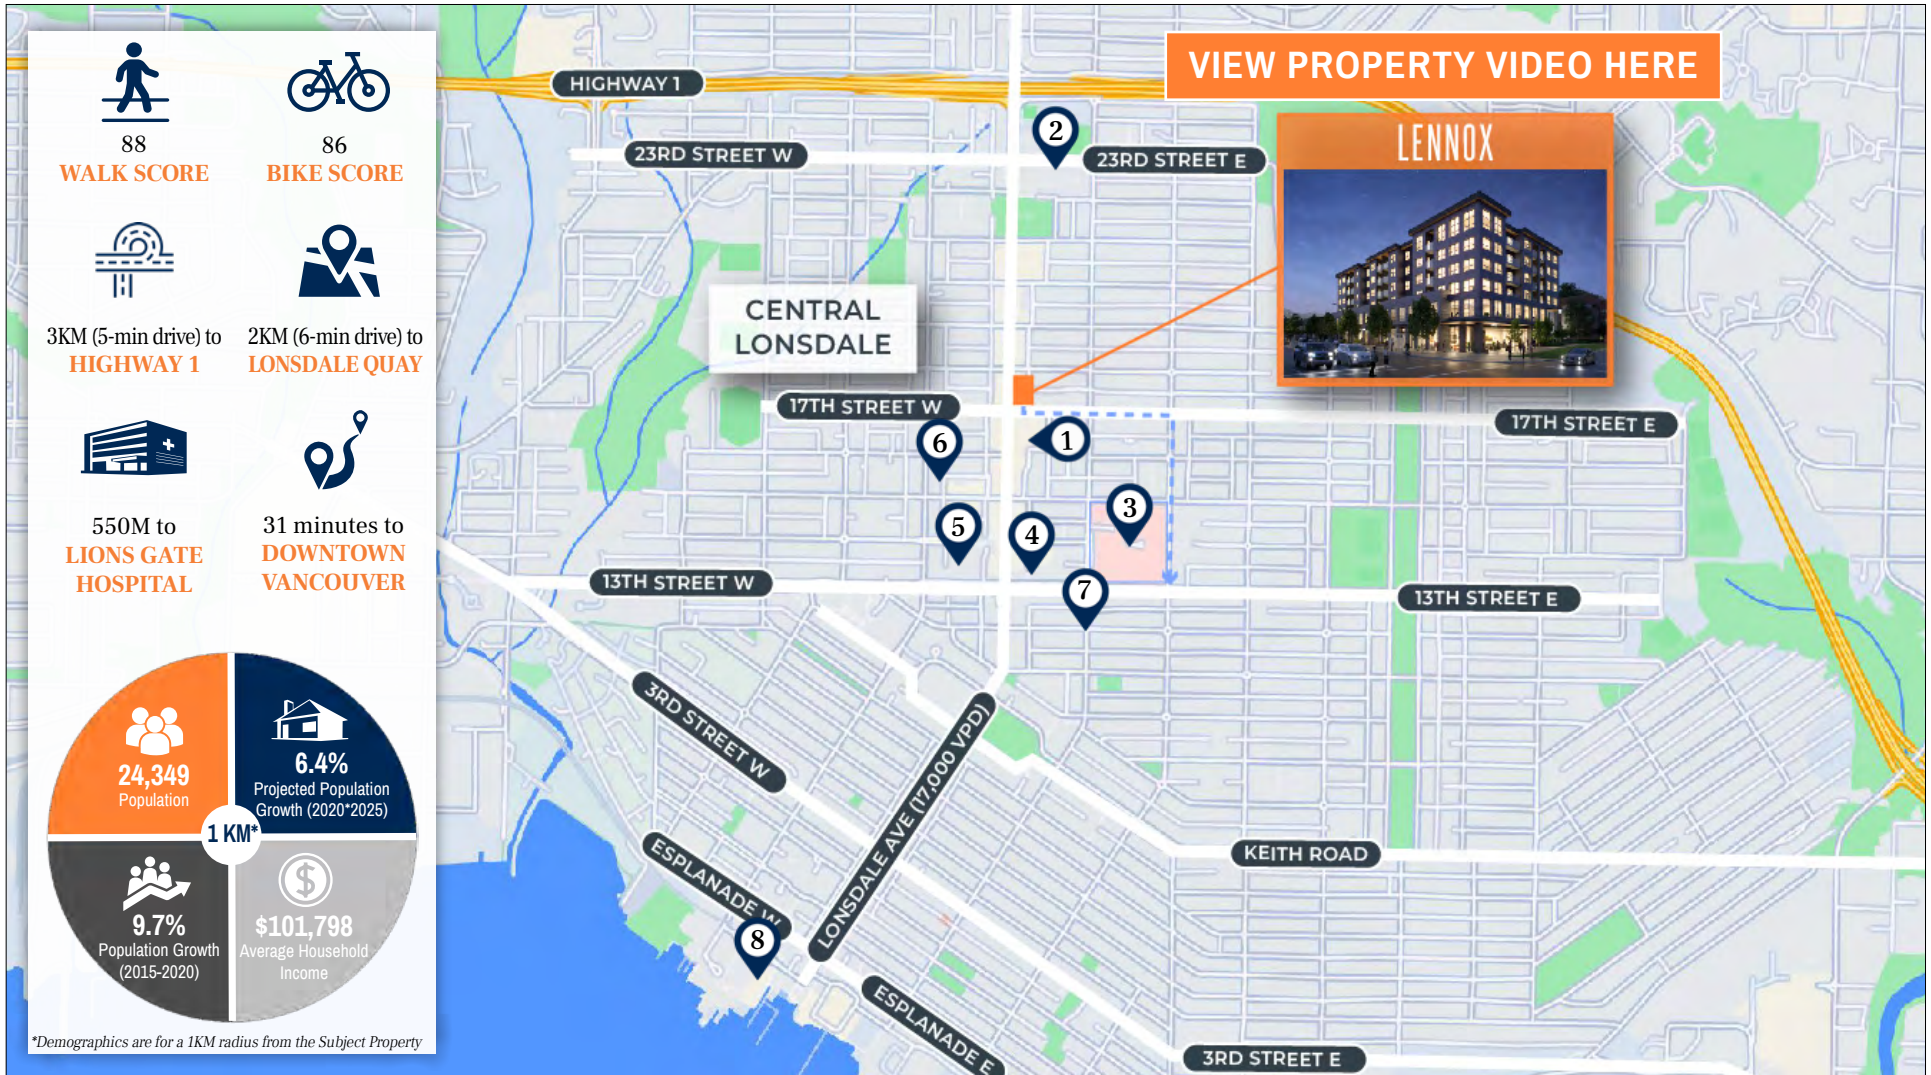 88
WALK SCORE
86
BIKE SCORE
3KM (5-min drive) to
HIGHWAY 1
2KM (6-min drive) to
LONSDALE QUAY
550M to
LIONS GATE
HOSPITAL
31 minutes to
DOWNTOWN
VANCOUVER
24,349
Population
6.4%
Projected Population
Growth (2020*2025)
1 KM*
9.7%
Population Growth
(2015-2020)
$101,798
Average Household
Income
*Demographics are for a 1KM radius from the Subject Property
VIEW PROPERTY VIDEO HERE
HIGHWAY 1
2
23RD STREET W
23RD STREET E
LENNOX
CENTRAL
LONSDALE
17TH STREET W
17TH STREET E
6
1
3
5
4
13TH STREET W
7
13TH STREET E
3RD STREET W
LONSDALE AVE (17,000 VPD)
KEITH ROAD
ESPLANADE W
8
ESPLANADE E
3RD STREET E